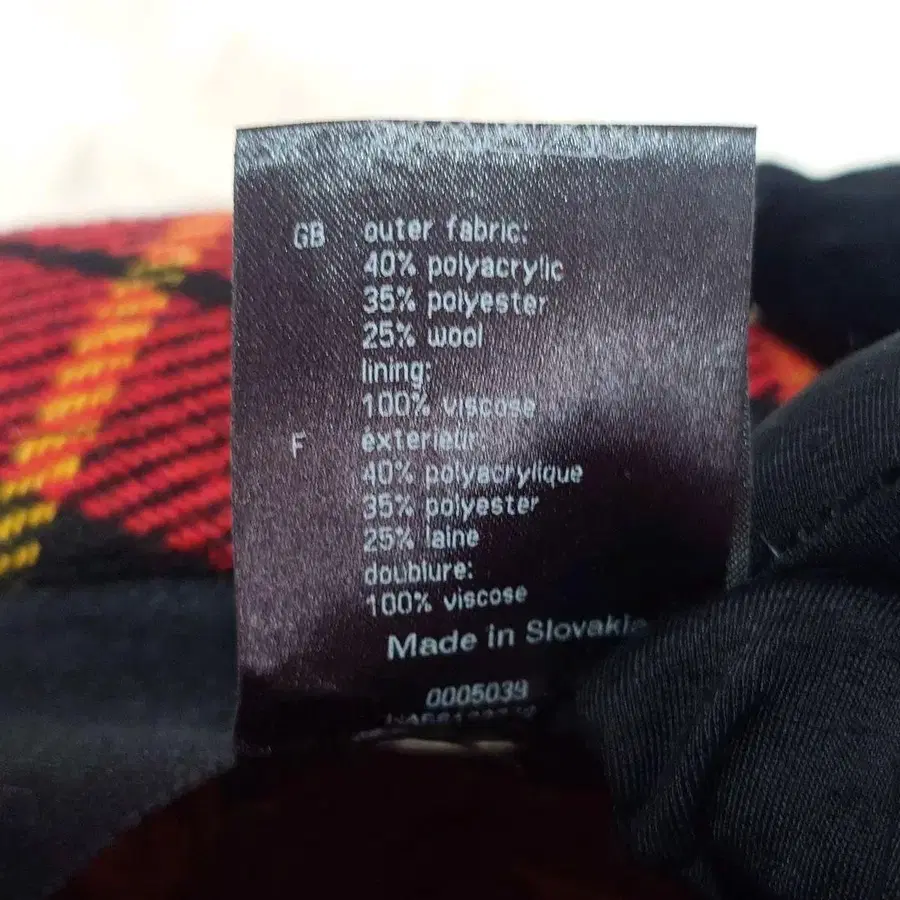 GB outer fabric:
40% polyacrylic
35% polyester
25% wool
lining:
100% viscose
F exterieur:
40% polyacrylique
35% polyester
25% laine
doublure:
100% viscose
Made in Slovakia
0005039